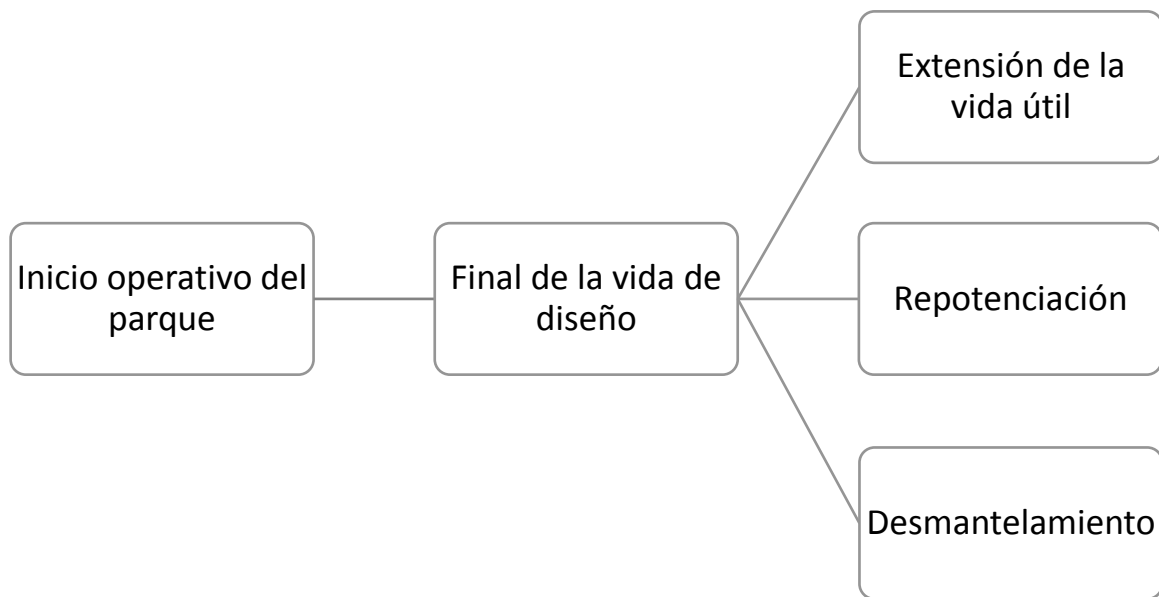 Inicio operativo del
parque
Final de la vida de
diseño
Extensión de la
vida útil
Repotenciación
Desmantelamiento